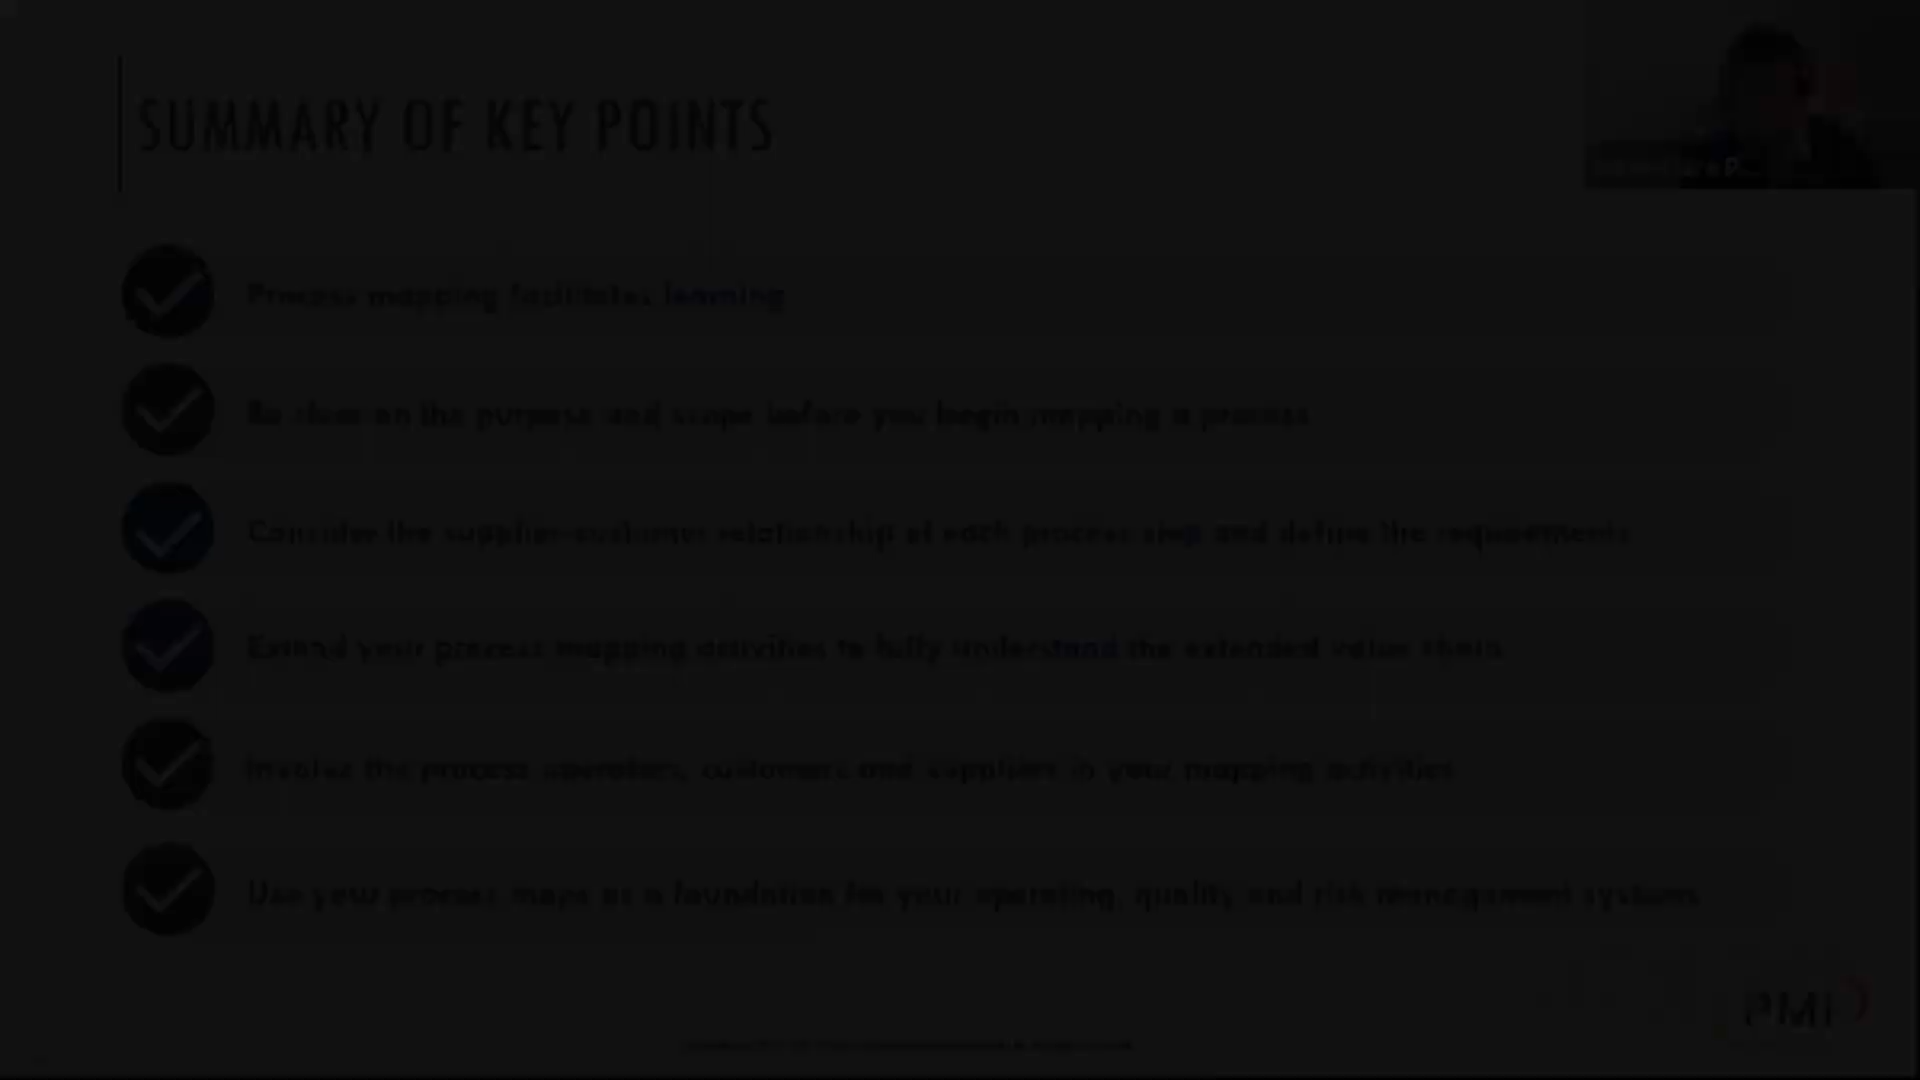 SUMMARY OF KEY POINTS
Process mapping facilitates learning
Be clear on the purpose and scope before you begin mapping a process
Consider the supplier-customer relationship at each process step and define the requirements
Extend your process mapping activities to fully understand the extended value chain
Involve the process operators, customers and suppliers in your mapping activities
Use your process maps as a foundation for your operating, quality and risk management systems
PMI